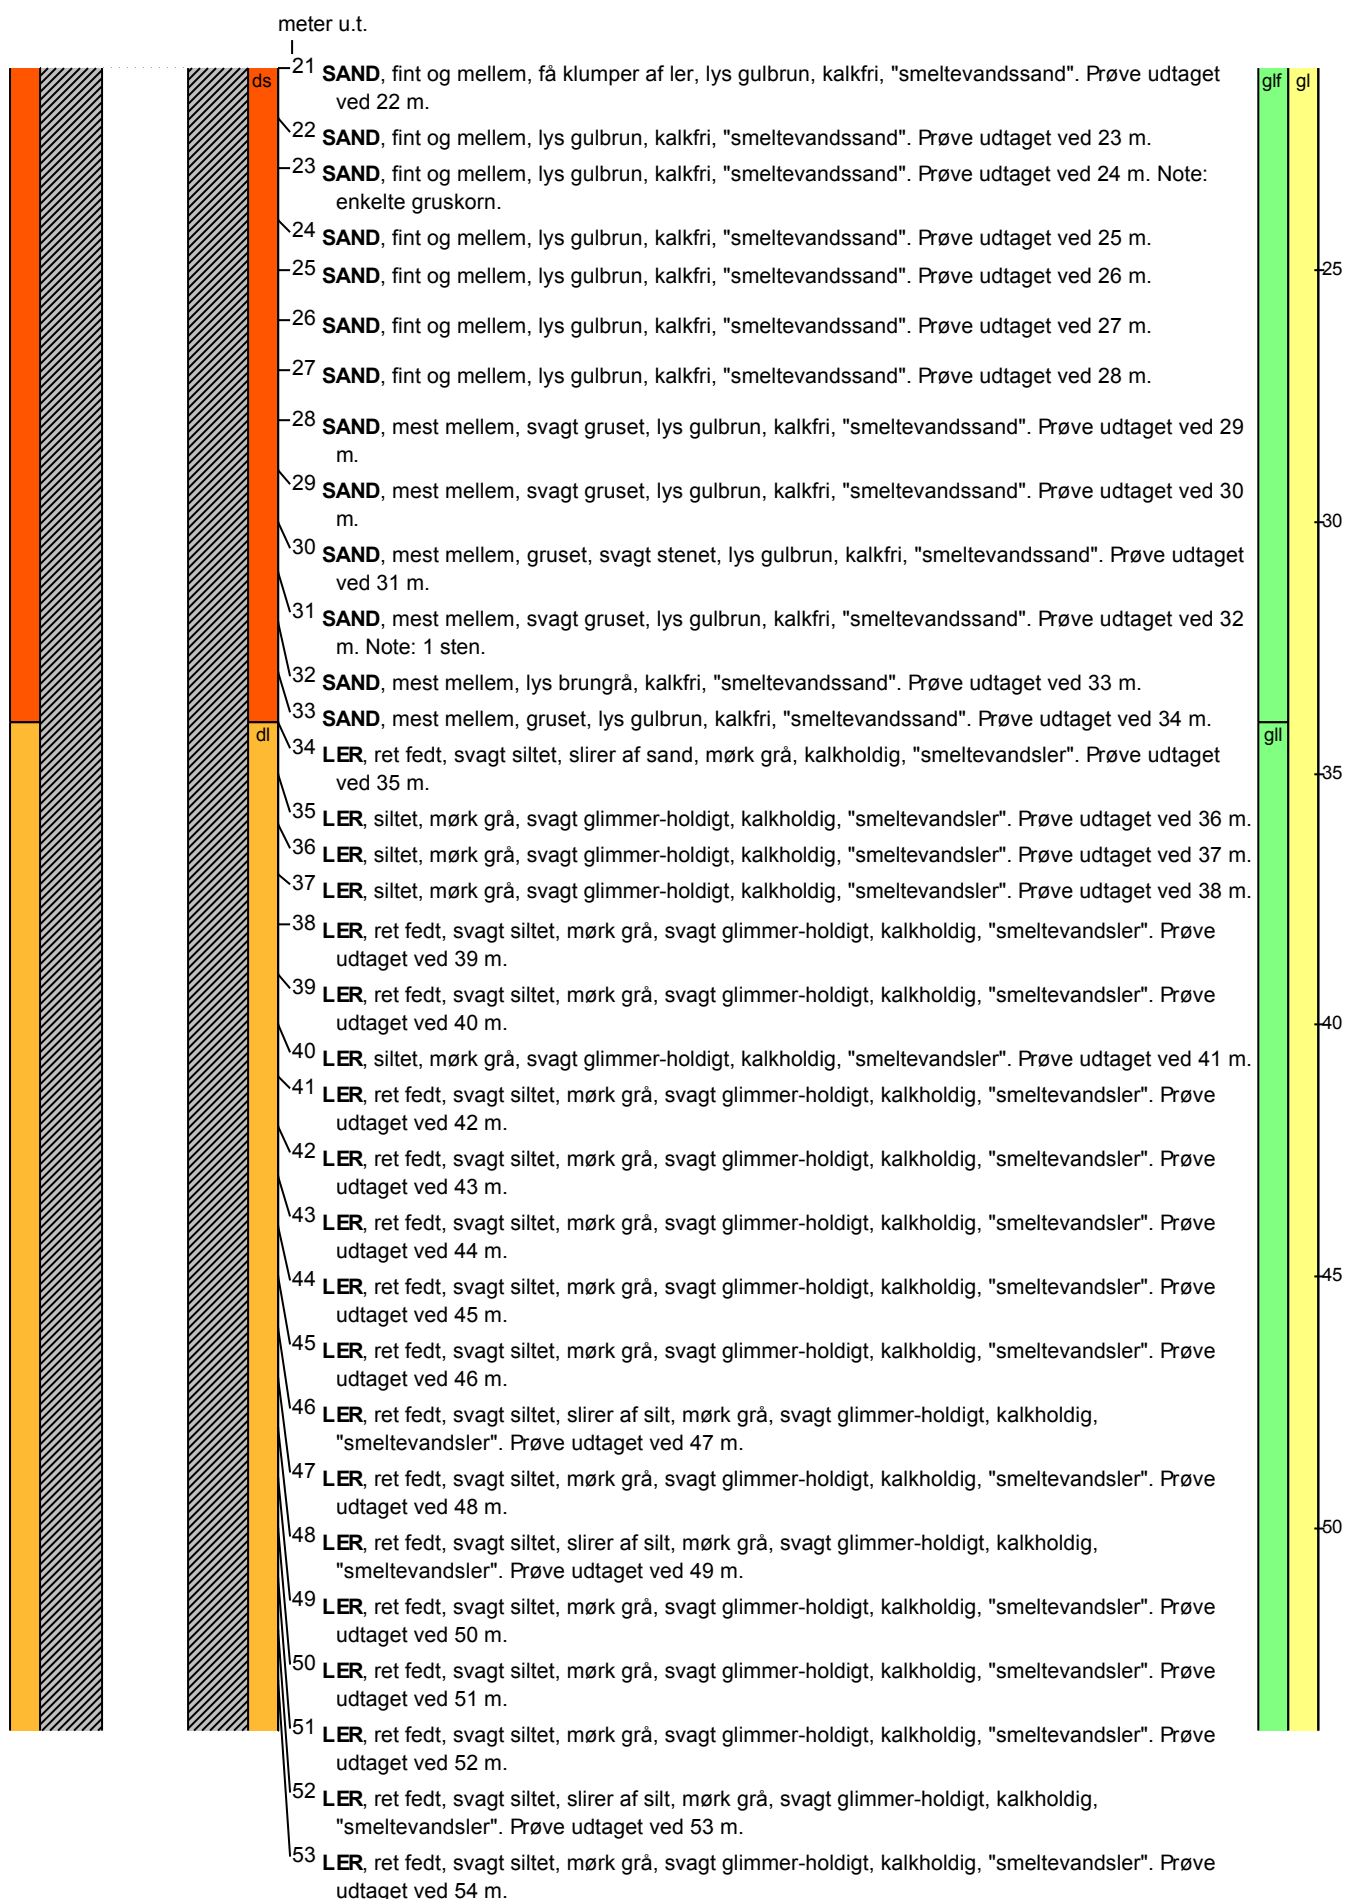 meter u.t.
ds
21 SAND, fint og mellem, få klumper af ler, lys gulbrun, kalkfri, "smeltevandssand". Prøve udtaget
ved 22 m.
glf gl
22 SAND, fint og mellem, lys gulbrun, kalkfri, "smeltevandssand". Prøve udtaget ved 23 m.
23 SAND, fint og mellem, lys gulbrun, kalkfri, "smeltevandssand". Prøve udtaget ved 24 m. Note:
enkelte gruskorn.
24 SAND, fint og mellem, lys gulbrun, kalkfri, "smeltevandssand". Prøve udtaget ved 25 m.
25 SAND, fint og mellem, lys gulbrun, kalkfri, "smeltevandssand". Prøve udtaget ved 26 m.
25
26 SAND, fint og mellem, lys gulbrun, kalkfri, "smeltevandssand". Prøve udtaget ved 27 m.
27 SAND, fint og mellem, lys gulbrun, kalkfri, "smeltevandssand". Prøve udtaget ved 28 m.
28 SAND, mest mellem, svagt gruset, lys gulbrun, kalkfri, "smeltevandssand". Prøve udtaget ved 29
m.
29 SAND, mest mellem, svagt gruset, lys gulbrun, kalkfri, "smeltevandssand". Prøve udtaget ved 30
m.
30
30 SAND, mest mellem, gruset, svagt stenet, lys gulbrun, kalkfri, "smeltevandssand". Prøve udtaget
ved 31 m.
31 SAND, mest mellem, svagt gruset, lys gulbrun, kalkfri, "smeltevandssand". Prøve udtaget ved 32
m. Note: 1 sten.
32 SAND, mest mellem, lys brungrå, kalkfri, "smeltevandssand". Prøve udtaget ved 33 m.
33 SAND, mest mellem, gruset, lys gulbrun, kalkfri, "smeltevandssand". Prøve udtaget ved 34 m.
dl
gll
34 LER, ret fedt, svagt siltet, slirer af sand, mørk grå, kalkholdig, "smeltevandsler". Prøve udtaget
ved 35 m.
35
35 LER, siltet, mørk grå, svagt glimmer-holdigt, kalkholdig, "smeltevandsler". Prøve udtaget ved 36 m.
36 LER, siltet, mørk grå, svagt glimmer-holdigt, kalkholdig, "smeltevandsler". Prøve udtaget ved 37 m.
37 LER, siltet, mørk grå, svagt glimmer-holdigt, kalkholdig, "smeltevandsler". Prøve udtaget ved 38 m.
38 LER, ret fedt, svagt siltet, mørk grå, svagt glimmer-holdigt, kalkholdig, "smeltevandsler". Prøve
udtaget ved 39 m.
39 LER, ret fedt, svagt siltet, mørk grå, svagt glimmer-holdigt, kalkholdig, "smeltevandsler". Prøve
udtaget ved 40 m.
40
40 LER, siltet, mørk grå, svagt glimmer-holdigt, kalkholdig, "smeltevandsler". Prøve udtaget ved 41 m.
41 LER, ret fedt, svagt siltet, mørk grå, svagt glimmer-holdigt, kalkholdig, "smeltevandsler". Prøve
udtaget ved 42 m.
42 LER, ret fedt, svagt siltet, mørk grå, svagt glimmer-holdigt, kalkholdig, "smeltevandsler". Prøve
udtaget ved 43 m.
43 LER, ret fedt, svagt siltet, mørk grå, svagt glimmer-holdigt, kalkholdig, "smeltevandsler". Prøve
udtaget ved 44 m.
44 LER, ret fedt, svagt siltet, mørk grå, svagt glimmer-holdigt, kalkholdig, "smeltevandsler". Prøve
udtaget ved 45 m.
45
45 LER, ret fedt, svagt siltet, mørk grå, svagt glimmer-holdigt, kalkholdig, "smeltevandsler". Prøve
udtaget ved 46 m.
46 LER, ret fedt, svagt siltet, slirer af silt, mørk grå, svagt glimmer-holdigt, kalkholdig,
"smeltevandsler". Prøve udtaget ved 47 m.
47 LER, ret fedt, svagt siltet, mørk grå, svagt glimmer-holdigt, kalkholdig, "smeltevandsler". Prøve
udtaget ved 48 m.
50
48 LER, ret fedt, svagt siltet, slirer af silt, mørk grå, svagt glimmer-holdigt, kalkholdig,
"smeltevandsler". Prøve udtaget ved 49 m.
49 LER, ret fedt, svagt siltet, mørk grå, svagt glimmer-holdigt, kalkholdig, "smeltevandsler". Prøve
udtaget ved 50 m.
50 LER, ret fedt, svagt siltet, mørk grå, svagt glimmer-holdigt, kalkholdig, "smeltevandsler". Prøve
udtaget ved 51 m.
51 LER, ret fedt, svagt siltet, mørk grå, svagt glimmer-holdigt, kalkholdig, "smeltevandsler". Prøve
udtaget ved 52 m.
52 LER, ret fedt, svagt siltet, slirer af silt, mørk grå, svagt glimmer-holdigt, kalkholdig,
"smeltevandsler". Prøve udtaget ved 53 m.
53 LER, ret fedt, svagt siltet, mørk grå, svagt glimmer-holdigt, kalkholdig, "smeltevandsler". Prøve
udtaget ved 54 m.